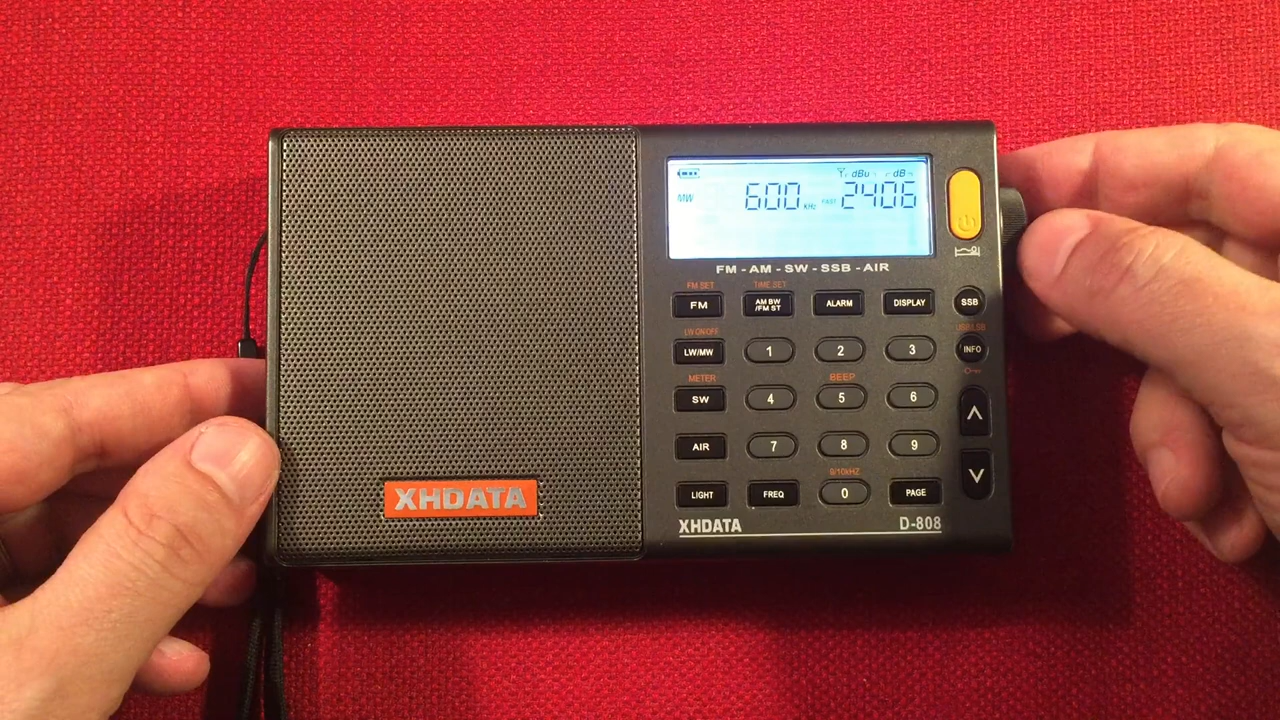 dBu dB
MW 600 KHz FAST 2406
FM - AM - SW - SSB - AIR
FM SET TIME SET
FM AM BW /FM ST ALARM DISPLAY SSB
LW ON/OFF USB/LSB
LW/MW 1 2 3 INFO
METER BEEP
SW 4 5 6
AIR 7 8 9
9/10kHZ
LIGHT FREQ 0 PAGE
XHDATA
XHDATA D-808